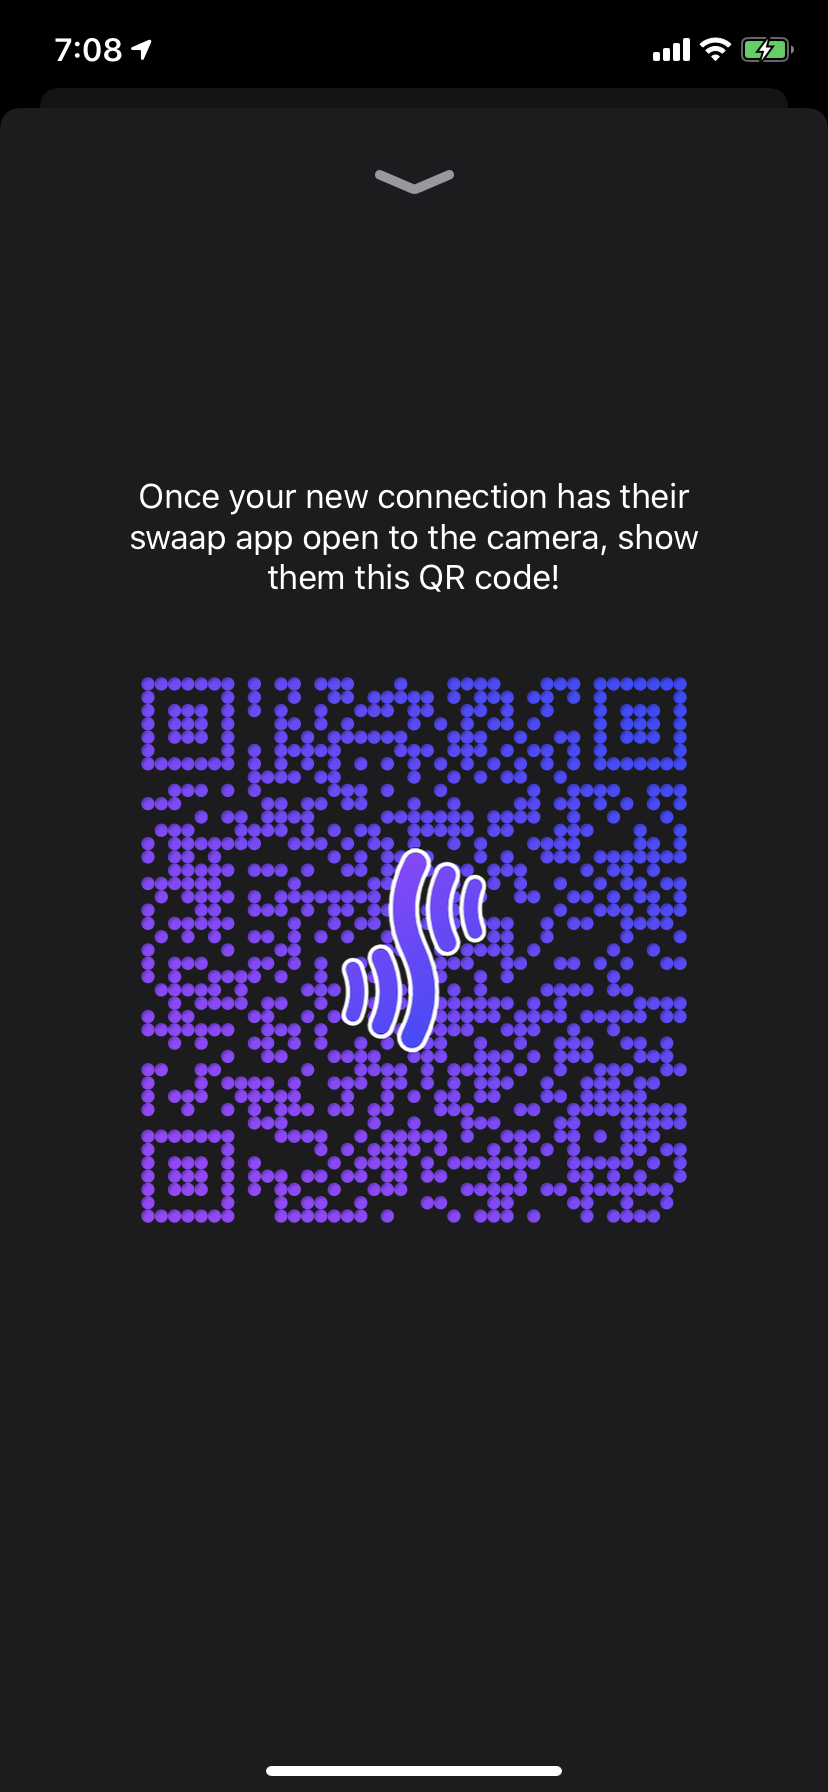 7:08
Once your new connection has their
swaap app open to the camera, show
them this QR code!